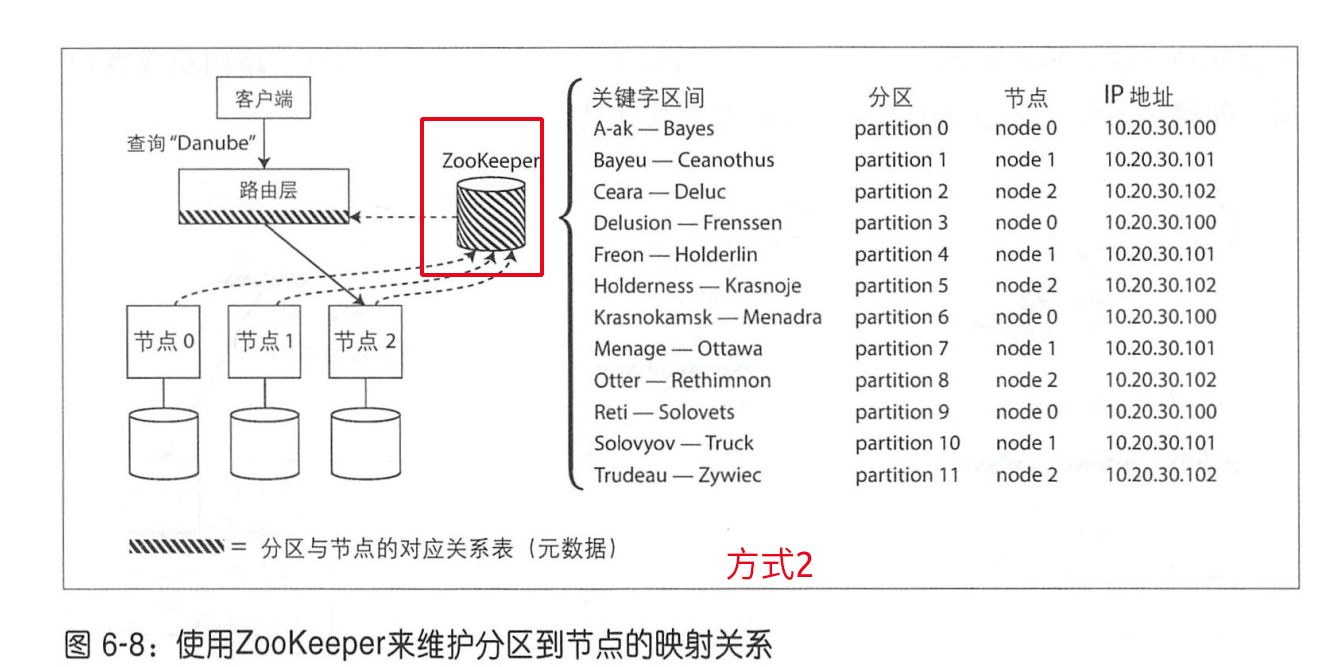 客户端
查询 “Danube”
路由层
ZooKeeper
节点 0
节点 1
节点 2
关键字区间 分区 节点 IP 地址
A-ak — Bayes partition 0 node 0 10.20.30.100
Bayeu — Ceanothus partition 1 node 1 10.20.30.101
Ceara — Deluc partition 2 node 2 10.20.30.102
Delusion — Frenssen partition 3 node 0 10.20.30.100
Freon — Holderlin partition 4 node 1 10.20.30.101
Holderness — Krasnoje partition 5 node 2 10.20.30.102
Krasnokamsk — Menadra partition 6 node 0 10.20.30.100
Menage — Ottawa partition 7 node 1 10.20.30.101
Otter — Rethimnon partition 8 node 2 10.20.30.102
Reti — Solovets partition 9 node 0 10.20.30.100
Solovyov — Truck partition 10 node 1 10.20.30.101
Trudeau — Zywiec partition 11 node 2 10.20.30.102
= 分区与节点的对应关系表（元数据）
方式2
图 6-8：使用ZooKeeper来维护分区到节点的映射关系